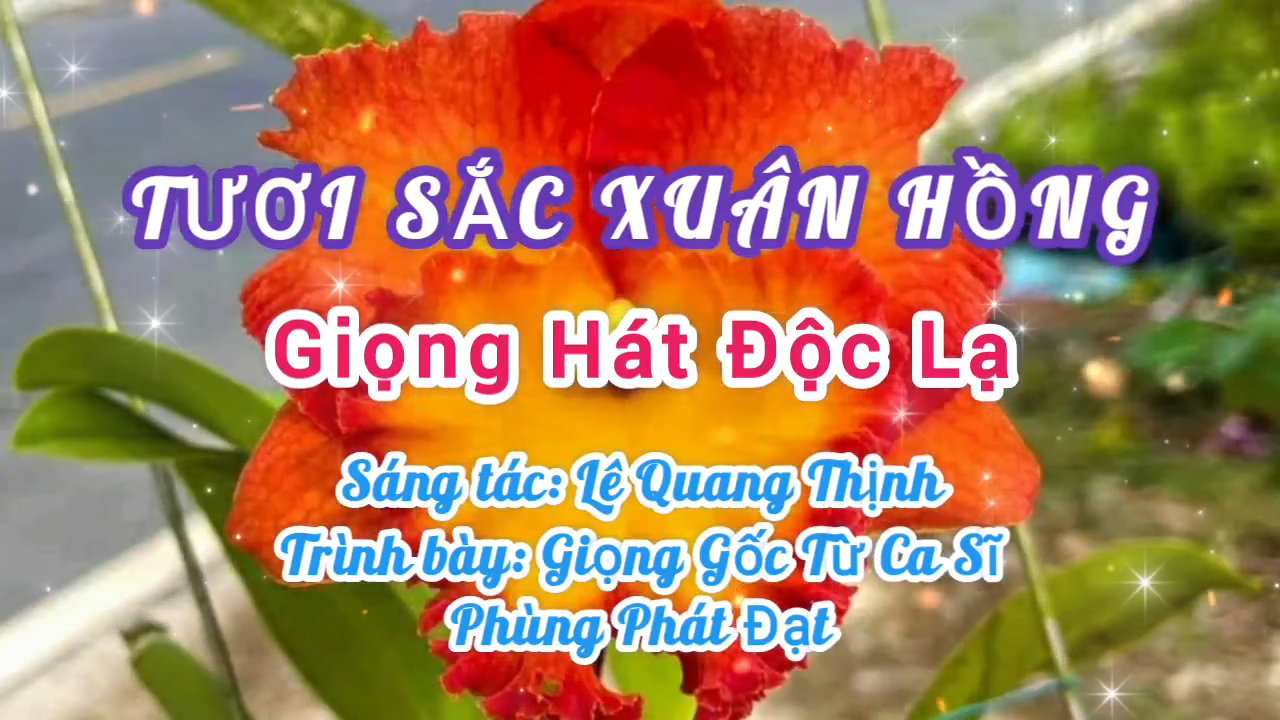 TƯƠI SẮC XUÂN HỒNG
Giọng Hát Độc Lạ
Sáng tác: Lê Quang Thịnh
Trình bày: Giọng Gốc Từ Ca Sĩ
Phùng Phát Đạt